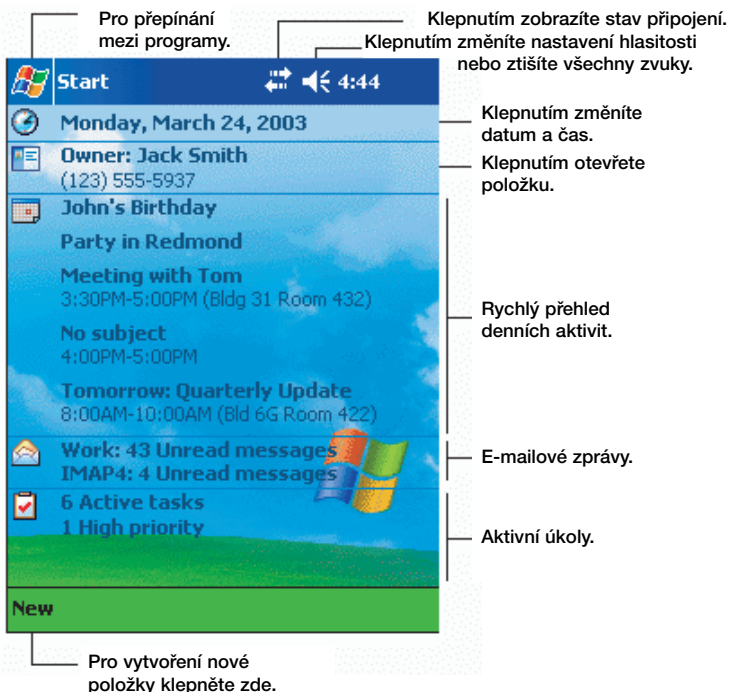 Pro přepínání
mezi programy.
Klepnutím zobrazíte stav připojení.
Klepnutím změníte nastavení hlasitosti
nebo ztišíte všechny zvuky.
Start 4:44
Monday, March 24, 2003
Klepnutím změníte
datum a čas.
Owner: Jack Smith
(123) 555-5937
Klepnutím otevřete
položku.
John's Birthday
Party in Redmond
Meeting with Tom
3:30PM-5:00PM (Bldg 31 Room 432)
No subject
4:00PM-5:00PM
Tomorrow: Quarterly Update
8:00AM-10:00AM (Bld 6G Room 422)
Rychlý přehled
denních aktivit.
Work: 43 Unread messages
IMAP4: 4 Unread messages
E-mailové zprávy.
6 Active tasks
1 High priority
Aktivní úkoly.
New
Pro vytvoření nové
položky klepněte zde.